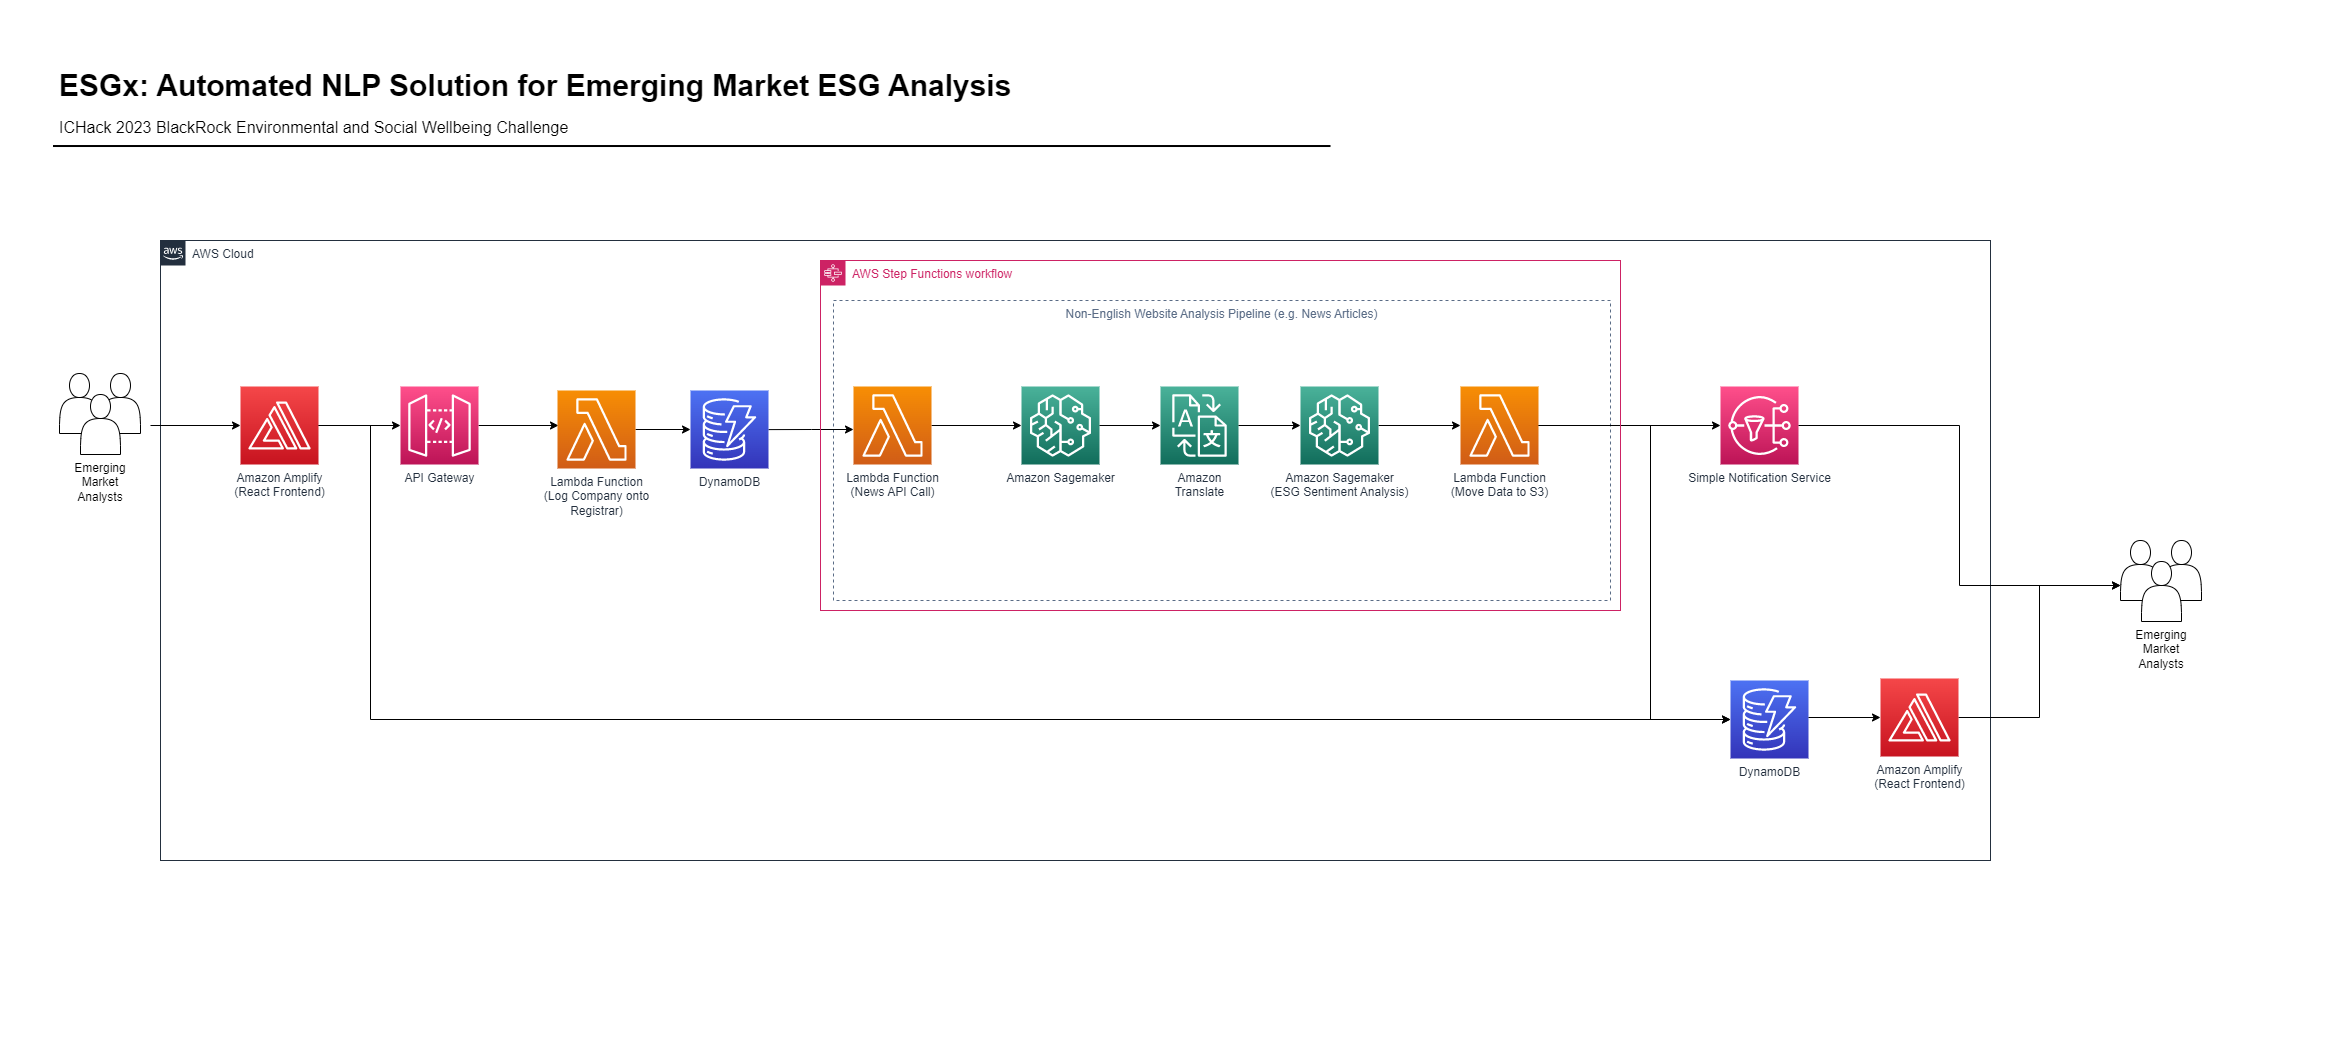 ESGx: Automated NLP Solution for Emerging Market ESG Analysis
ICHack 2023 BlackRock Environmental and Social Wellbeing Challenge
aws
AWS Cloud
AWS Step Functions workflow
Non-English Website Analysis Pipeline (e.g. News Articles)
Emerging
Market
Analysts
Amazon Amplify
(React Frontend)
API Gateway
Lambda Function
(Log Company onto
Registrar)
DynamoDB
Lambda Function
(News API Call)
Amazon Sagemaker
A
文
Amazon
Translate
Amazon Sagemaker
(ESG Sentiment Analysis)
Lambda Function
(Move Data to S3)
Simple Notification Service
Emerging
Market
Analysts
DynamoDB
Amazon Amplify
(React Frontend)